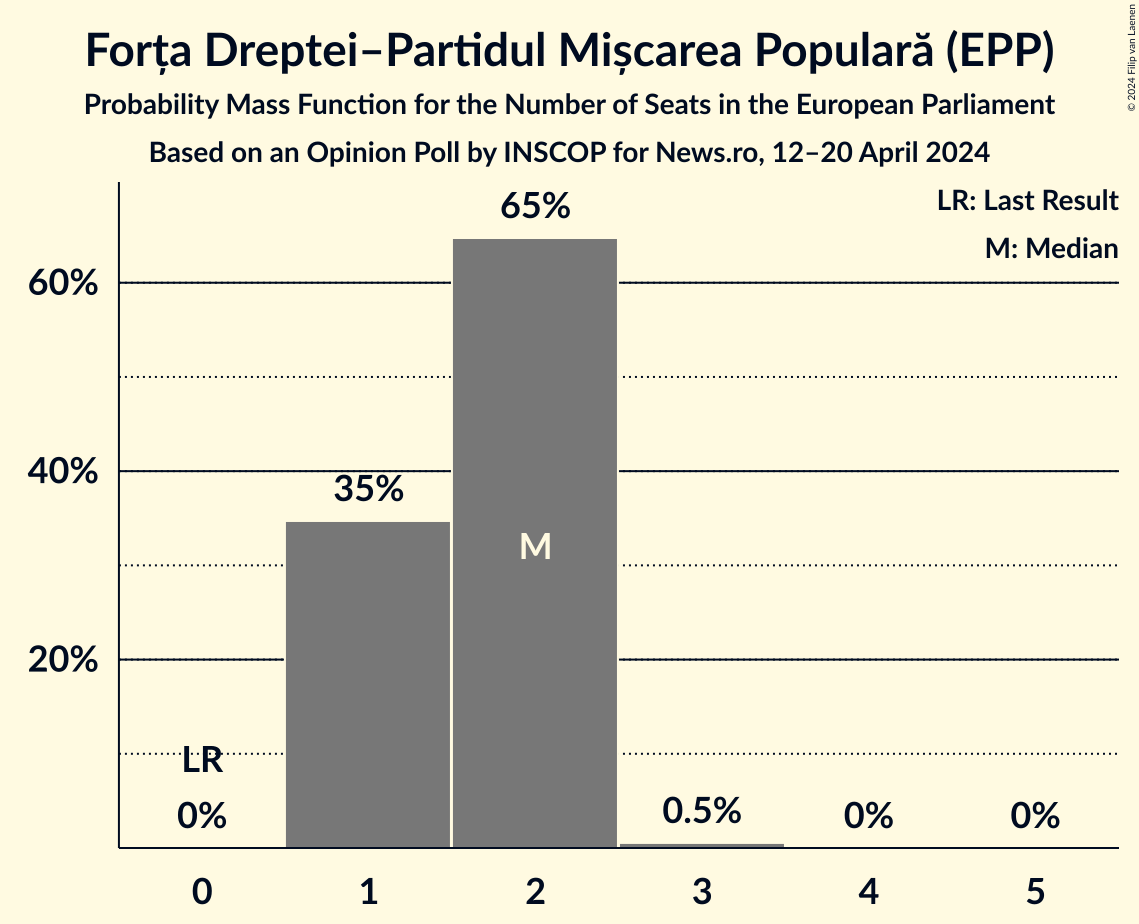 Forța Dreptei–Partidul Mișcarea Populară (EPP)
Probability Mass Function for the Number of Seats in the European Parliament
Based on an Opinion Poll by INSCOP for News.ro, 12–20 April 2024
© 2024 Filip van Laenen
LR: Last Result
M: Median
65%
60%
40%
35%
M
20%
LR
0%
0.5%
0%
0%
0 1 2 3 4 5